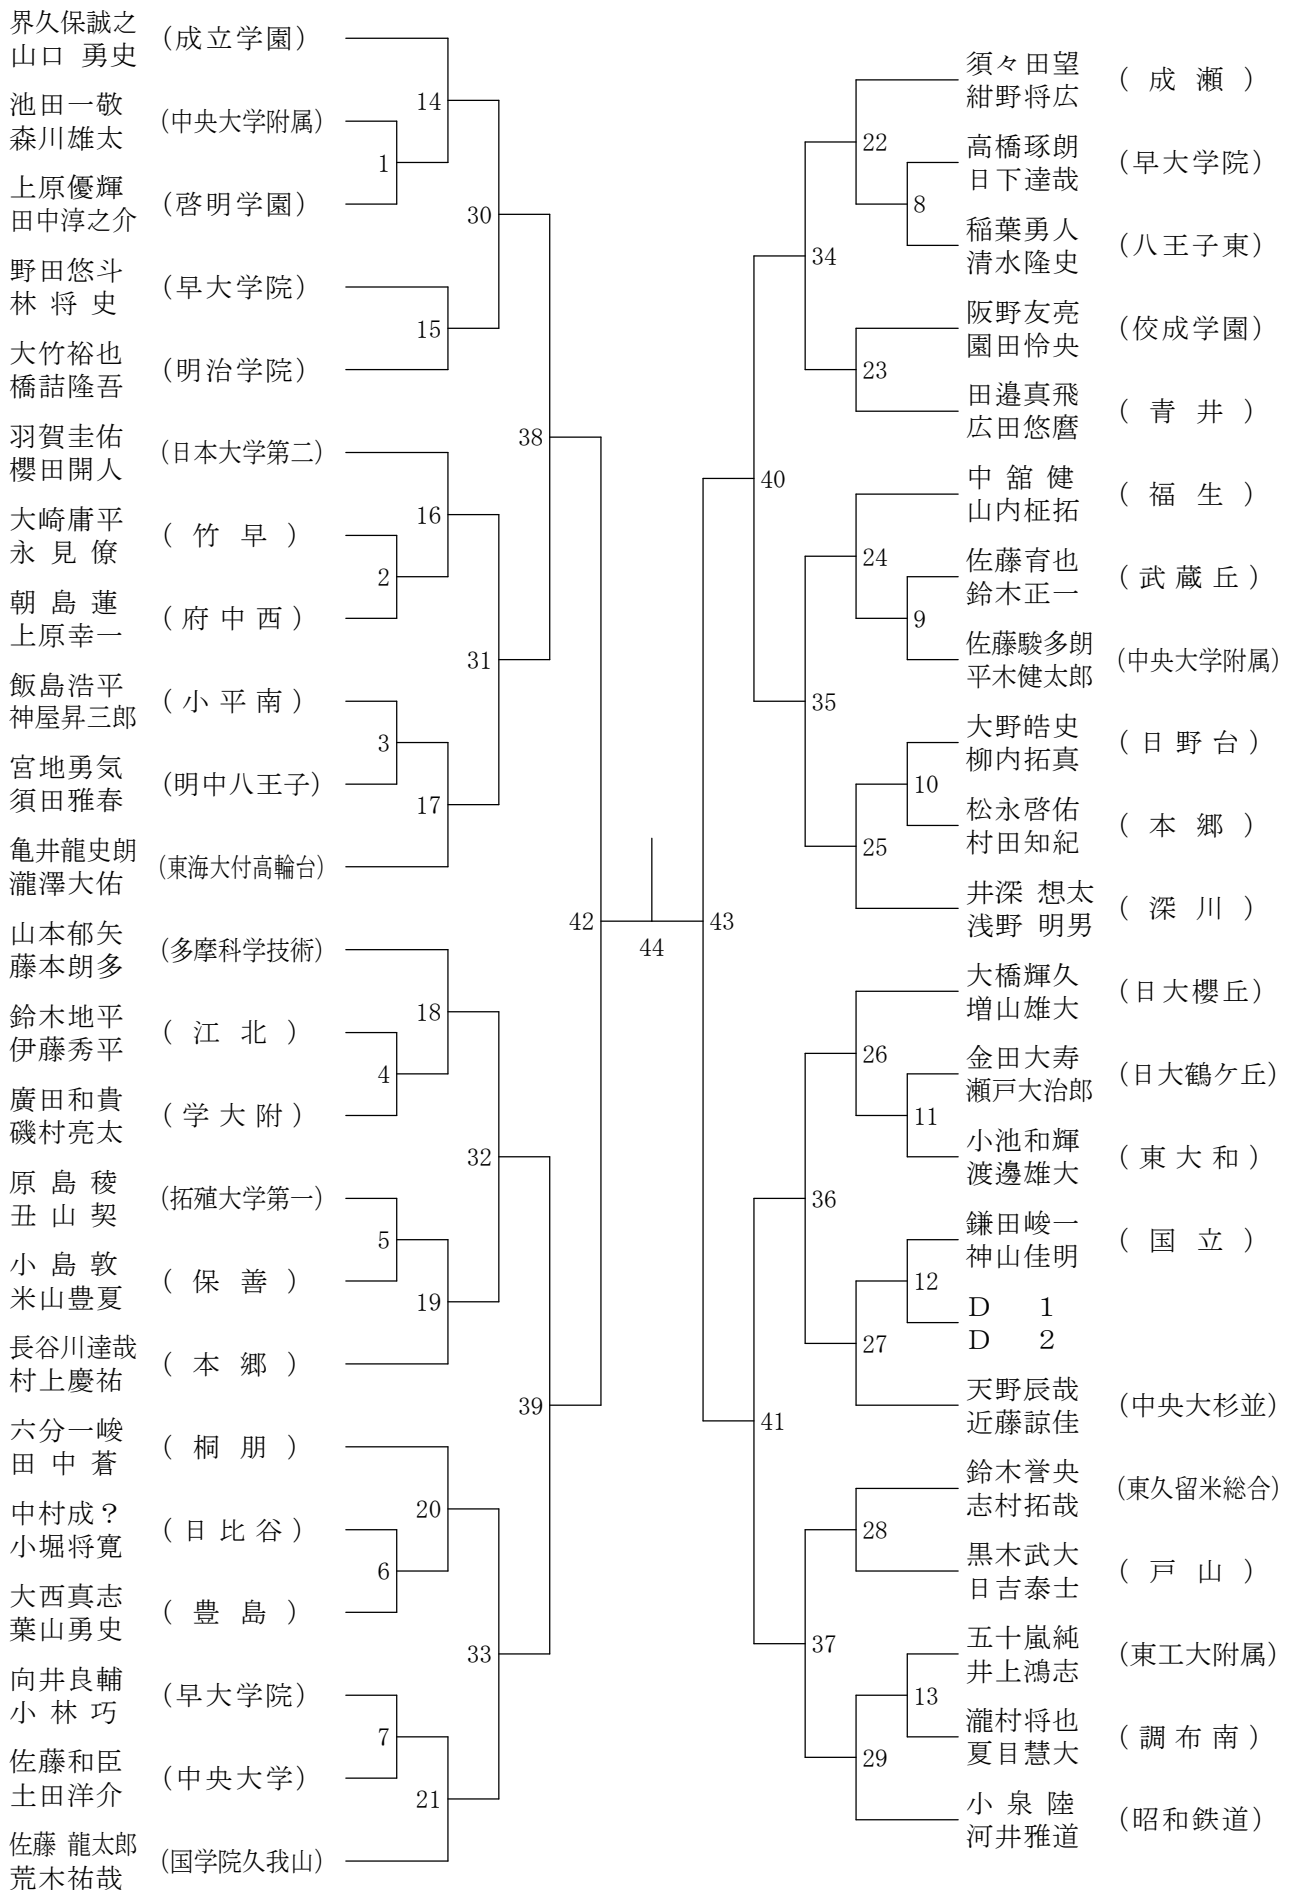 界久保誠之
山口 勇史
(成立学園)
池田一敬
森川雄太
(中央大学附属)
上原優輝
田中淳之介
(啓明学園)
野田悠斗
林 将 史
(早大学院)
大竹裕也
橋詰隆吾
(明治学院)
羽賀圭佑
櫻田開人
(日本大学第二)
大崎庸平
永 見 僚
( 竹 早 )
朝 島 蓮
上原幸一
( 府 中 西 )
飯島浩平
神屋昇三郎
( 小 平 南 )
宮地勇気
須田雅春
(明中八王子)
亀井龍史朗
瀧澤大佑
(東海大付高輪台)
山本郁矢
藤本朗多
(多摩科学技術)
鈴木地平
伊藤秀平
( 江 北 )
廣田和貴
磯村亮太
( 学 大 附 )
原 島 稜
丑 山 契
(拓殖大学第一)
小 島 敦
米山豊夏
( 保 善 )
長谷川達哉
村上慶祐
( 本 郷 )
六分一峻
田 中 蒼
( 桐 朋 )
中村成？
小堀将寛
( 日 比 谷 )
大西真志
葉山勇史
( 豊 島 )
向井良輔
小 林 巧
(早大学院)
佐藤和臣
土田洋介
(中央大学)
佐藤 龍太郎
荒木祐哉
(国学院久我山)
1
2
3
4
5
6
7
14
15
16
17
18
19
20
21
30
31
32
33
38
39
42
44
43
40
41
34
35
36
37
22
23
24
25
26
27
28
29
8
9
10
11
12
13
須々田望
紺野将広
( 成 瀬 )
高橋琢朗
日下達哉
(早大学院)
稲葉勇人
清水隆史
(八王子東)
阪野友亮
園田怜央
(佼成学園)
田邉真飛
広田悠麿
( 青 井 )
中 舘 健
山内柾拓
( 福 生 )
佐藤育也
鈴木正一
( 武 蔵 丘 )
佐藤駿多朗
平木健太郎
(中央大学附属)
大野皓史
柳内拓真
( 日 野 台 )
松永啓佑
村田知紀
( 本 郷 )
井深 想太
浅野 明男
( 深 川 )
大橋輝久
増山雄大
(日大櫻丘)
金田大寿
瀬戸大治郎
(日大鶴ケ丘)
小池和輝
渡邊雄大
( 東 大 和 )
鎌田峻一
神山佳明
( 国 立 )
Ｄ １
Ｄ ２
天野辰哉
近藤諒佳
(中央大杉並)
鈴木誉央
志村拓哉
(東久留米総合)
黒木武大
日吉泰士
( 戸 山 )
五十嵐純
井上鴻志
(東工大附属)
瀧村将也
夏目慧大
( 調 布 南 )
小 泉 陸
河井雅道
(昭和鉄道)